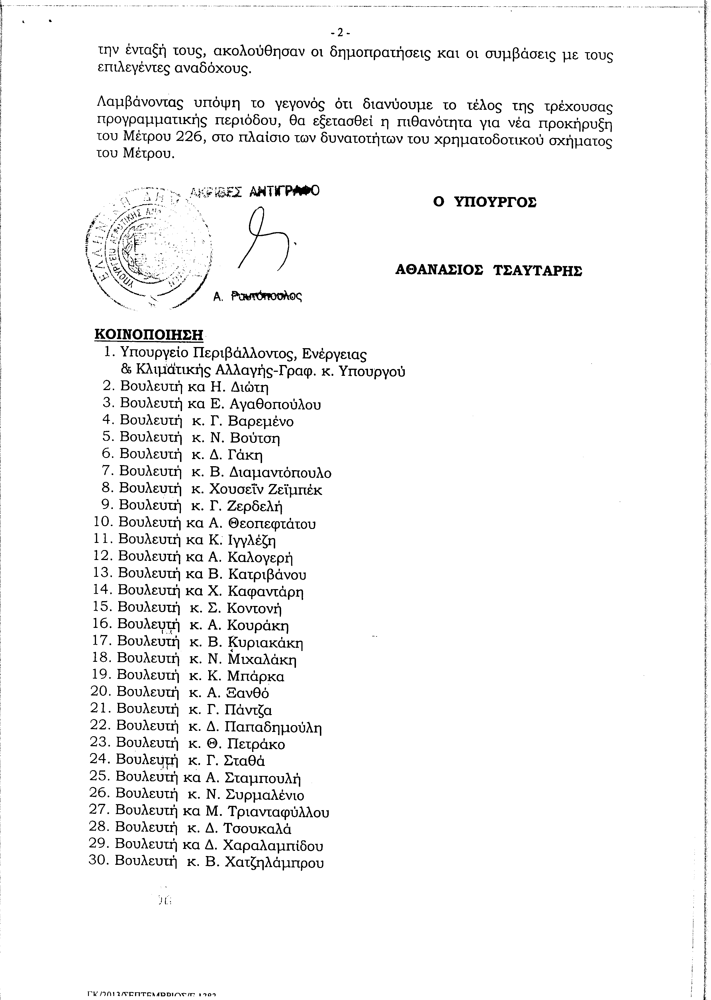 - 2 -
την ένταξή τους, ακολούθησαν οι δημοπρατήσεις και οι συμβάσεις με τους
επιλεγέντες αναδόχους.
Λαμβάνοντας υπόψη το γεγονός ότι διανύουμε το τέλος της τρέχουσας
προγραμματικής περιόδου, θα εξετασθεί η πιθανότητα για νέα προκήρυξη
του Μέτρου 226, στο πλαίσιο των δυνατοτήτων του χρηματοδοτικού σχήματος
του Μέτρου.
ΑΚΡΙΒΕΣ ΑΝΤΙΓΡΑΦΟ
Ο ΥΠΟΥΡΓΟΣ
ΥΠΟΥΡΓΕΙΟ ΑΓΡΟΤΙΚΗΣ
ΑΘΑΝΑΣΙΟΣ ΤΣΑΥΤΑΡΗΣ
Α.
ΚΟΙΝΟΠΟΙΗΣΗ
1. Υπουργείο Περιβάλλοντος, Ενέργειας
& Κλιματικής Αλλαγής-Γραφ. κ. Υπουργού
2. Βουλευτή κα Η. Διώτη
3. Βουλευτή κα Ε. Αγαθοπούλου
4. Βουλευτή κ. Γ. Βαρεμένο
5. Βουλευτή κ. Ν. Βούτση
6. Βουλευτή κ. Δ. Γάκη
7. Βουλευτή κ. Β. Διαμαντόπουλο
8. Βουλευτή κ. Χουσεΐν Ζεϊμπέκ
9. Βουλευτή κ. Γ. Ζερδελή
10. Βουλευτή κα Α. Θεοπεφτάτου
11. Βουλευτή κα Κ. Ιγγλέζη
12. Βουλευτή κα Α. Καλογερή
13. Βουλευτή κα Β. Κατριβάνου
14. Βουλευτή κα Χ. Καφαντάρη
15. Βουλευτή κ. Σ. Κοντονή
16. Βουλευτή κ. Α. Κουράκη
17. Βουλευτή κ. Β. Κυριακάκη
18. Βουλευτή κ. Ν. Μιχαλάκη
19. Βουλευτή κ. Κ. Μπάρκα
20. Βουλευτή κ. Α. Ξανθό
21. Βουλευτή κ. Γ. Πάντζα
22. Βουλευτή κ. Δ. Παπαδημούλη
23. Βουλευτή κ. Θ. Πετράκο
24. Βουλευτή κ. Γ. Σταθά
25. Βουλευτή κα Α. Σταμπουλή
26. Βουλευτή κ. Ν. Συρμαλένιο
27. Βουλευτή κα Μ. Τριανταφύλλου
28. Βουλευτή κ. Δ. Τσουκαλά
29. Βουλευτή κα Δ. Χαραλαμπίδου
30. Βουλευτή κ. Β. Χατζηλάμπρου